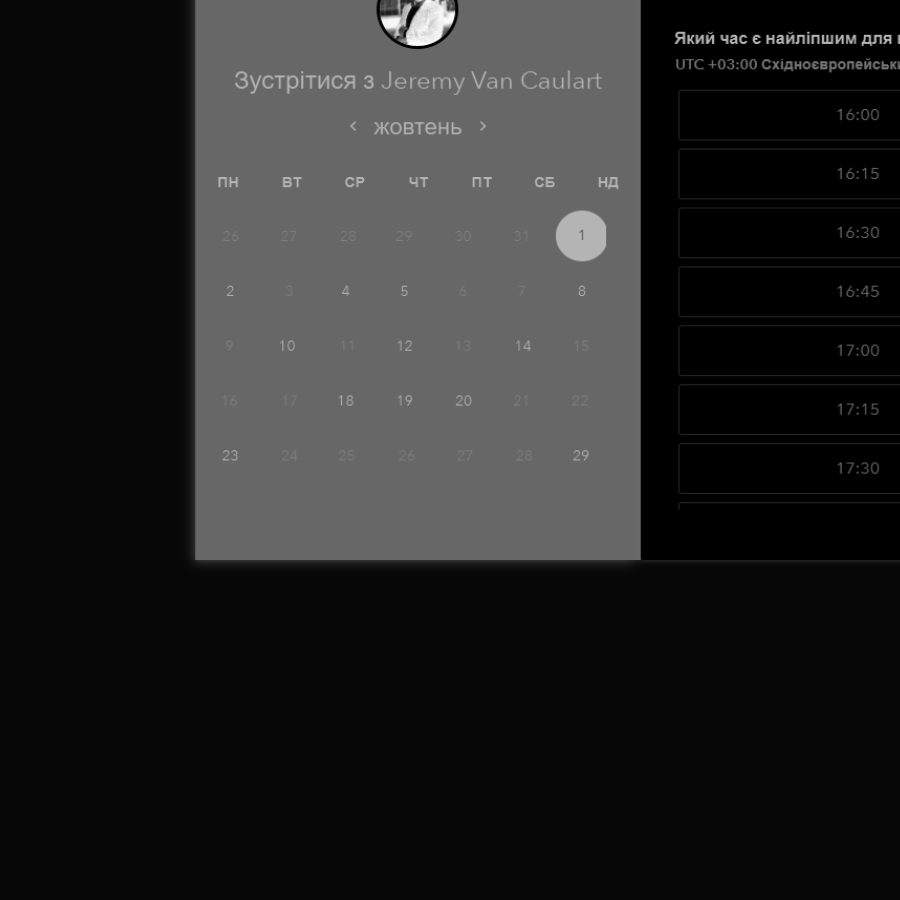 Зустрітися з Jeremy Van Caulart
‹ жовтень ›
ПН ВТ СР ЧТ ПТ СБ НД
26 27 28 29 30 31 1
2 3 4 5 6 7 8
9 10 11 12 13 14 15
16 17 18 19 20 21 22
23 24 25 26 27 28 29
Який час є найліпшим для
UTC +03:00
16:00
16:15
16:30
16:45
17:00
17:15
17:30